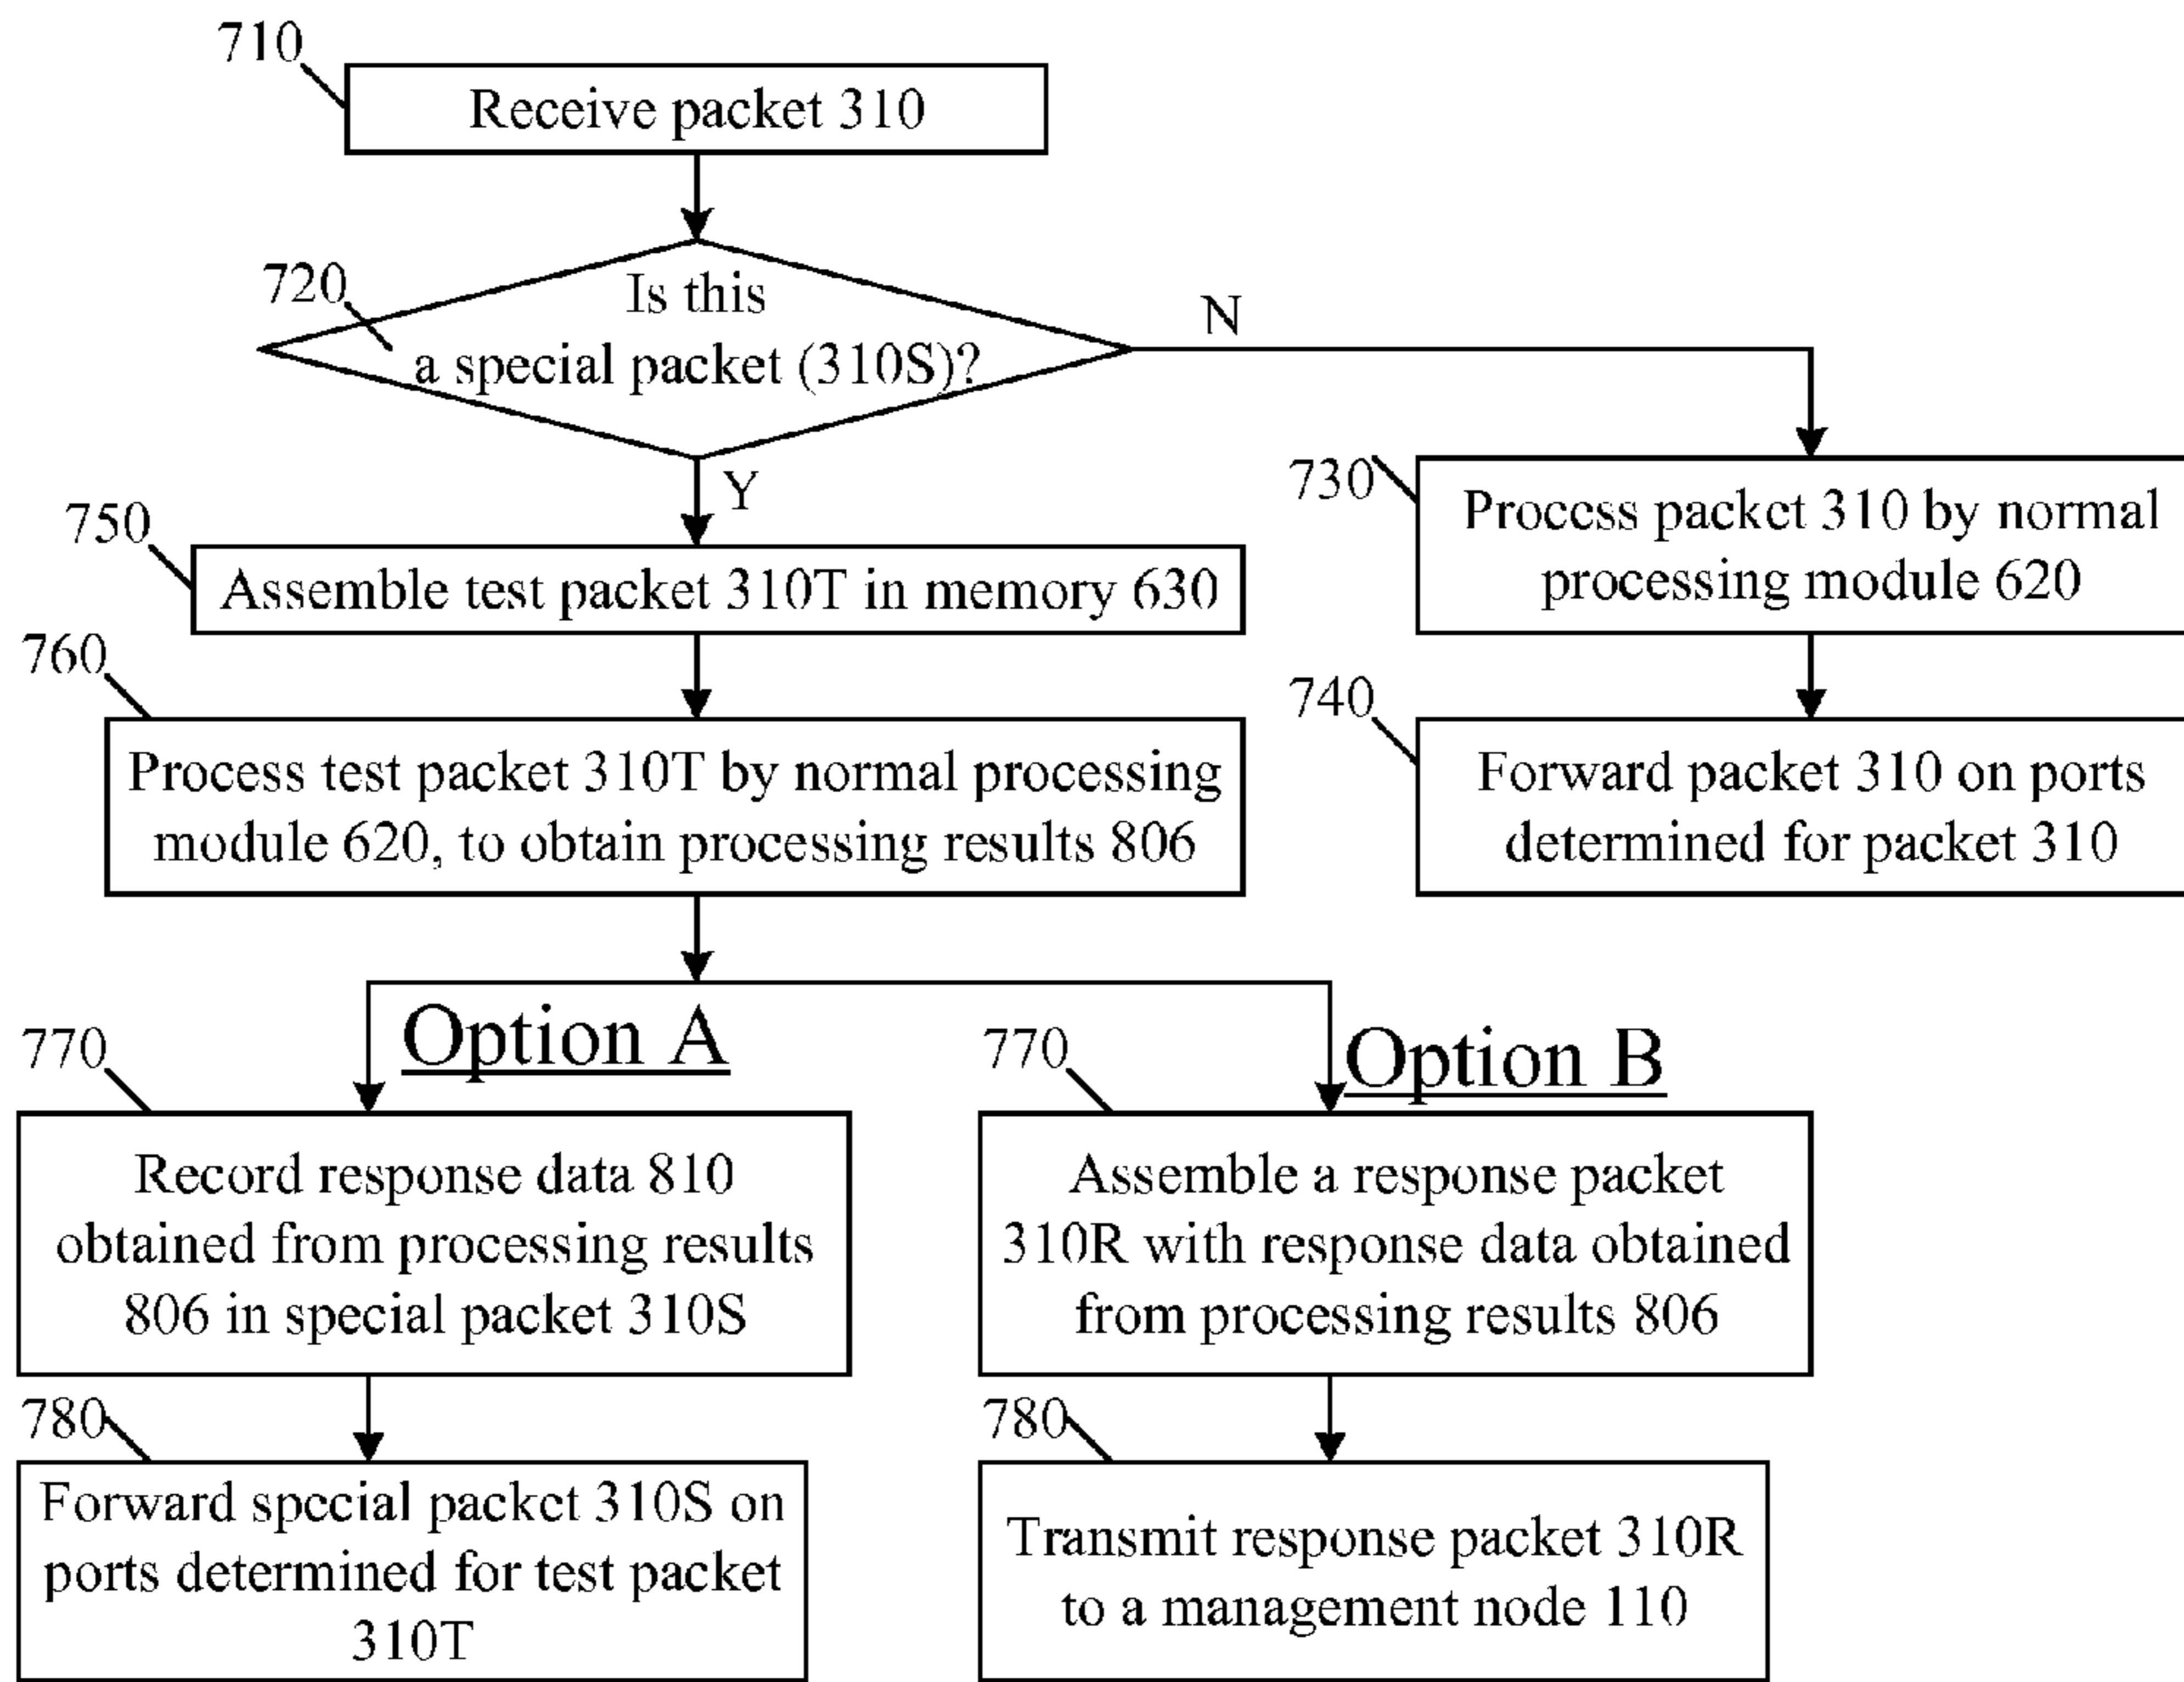 710
Receive packet 310
720
Is this
a special packet (310S)?
N
Y
730
Process packet 310 by normal
processing module 620
750
Assemble test packet 310T in memory 630
760
Process test packet 310T by normal processing
module 620, to obtain processing results 806
740
Forward packet 310 on ports
determined for packet 310
Option A
770
Record response data 810
obtained from processing results
806 in special packet 310S
780
Forward special packet 310S on
ports determined for test packet
310T
Option B
770
Assemble a response packet
310R with response data obtained
from processing results 806
780
Transmit response packet 310R
to a management node 110